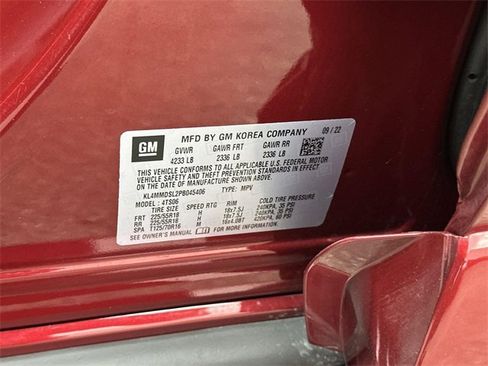 GM
MFD BY GM KOREA COMPANY 09/22
GVWR GAWR FRT GAWR RR
4233 LB 2336 LB 2336 LB
THIS VEHICLE CONFORMS TO ALL APPLICABLE U.S. FEDERAL MOTOR
VEHICLE SAFETY AND THEFT PREVENTION STANDARDS IN EFFECT
ON THE DATE OF MANUFACTURE SHOWN ABOVE.
KL4MMDSL2PB045406 TYPE: MPV
MODEL: 4TS06
TIRE SIZE SPEED RTG RIM COLD TIRE PRESSURE
FRT 225/55R18 H 18x7.5J 240KPA, 35 PSI
RR 225/55R18 H 18x7.5J 240KPA, 35 PSI
SPA T125/70R16 M 16x4.0BT 420KPA, 60 PSI
SEE OWNER'S MANUAL FOR MORE INFORMATION.